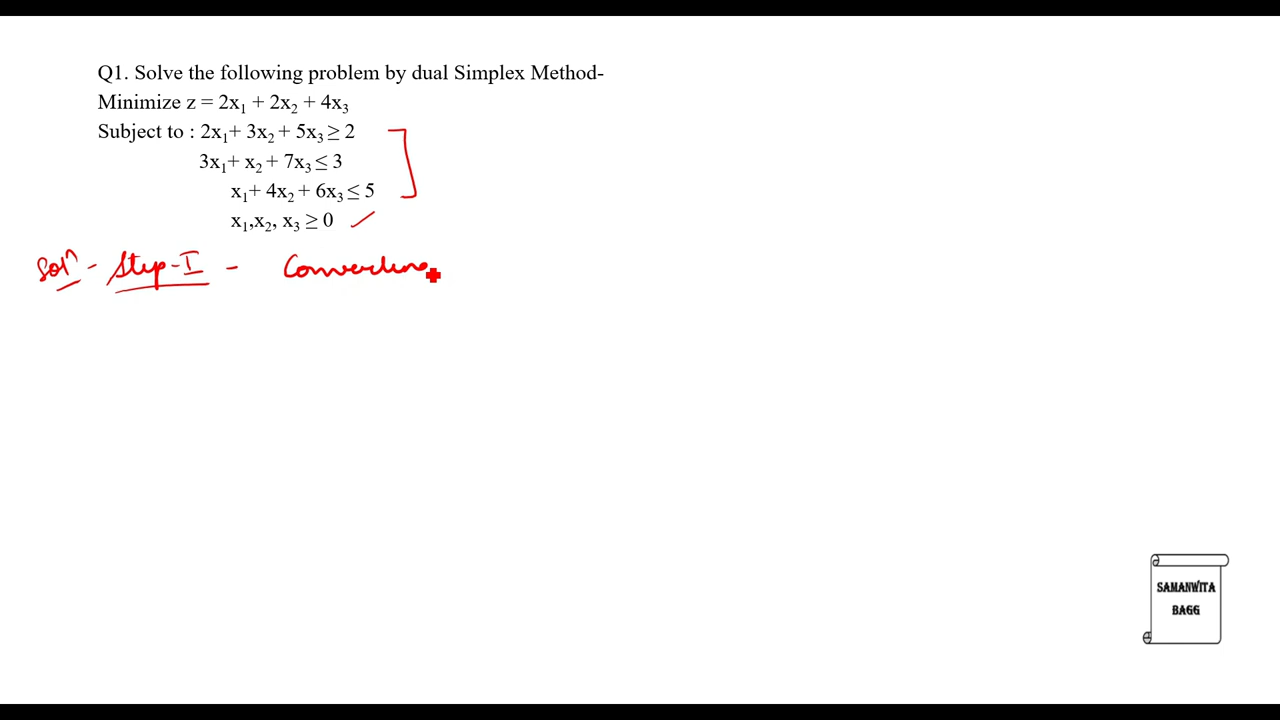 Q1. Solve the following problem by dual Simplex Method-
Minimize z = 2x₁ + 2x₂ + 4x₃
Subject to : 2x₁+ 3x₂ + 5x₃ ≥ 2
3x₁+ x₂ + 7x₃ ≤ 3
x₁+ 4x₂ + 6x₃ ≤ 5
x₁,x₂, x₃ ≥ 0
Solⁿ - Step-I - Converting
SAMANWITA
BAGG